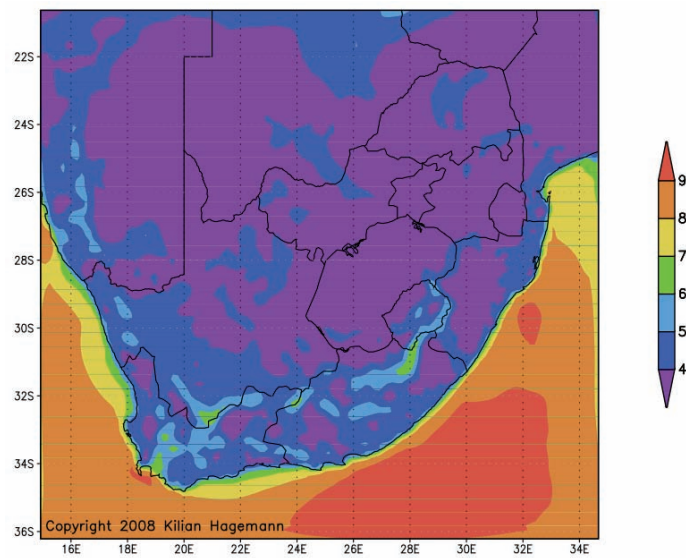 22S
24S
26S
28S
30S
32S
34S
36S
Copyright 2008 Kilian Hagemann
16E 18E 20E 22E 24E 26E 28E 30E 32E 34E
9
8
7
6
5
4